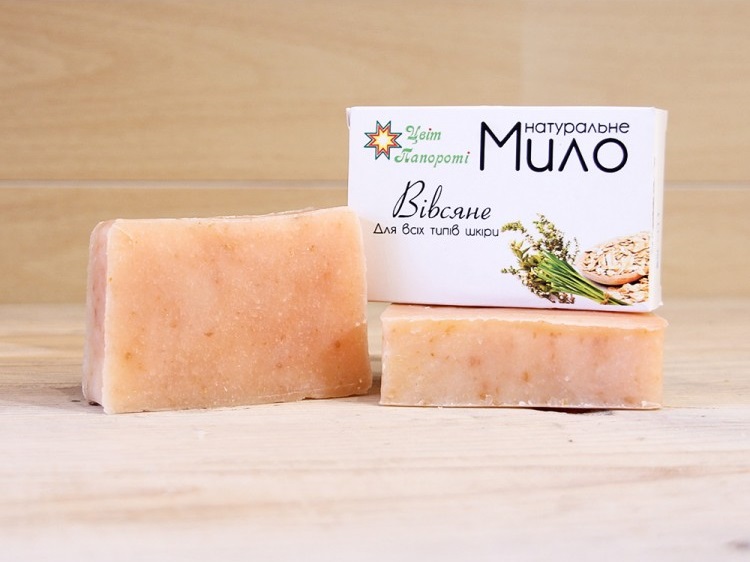 Цвіт
Папороті
натуральне
Мило
Вівсяне
Для всіх типів шкіри